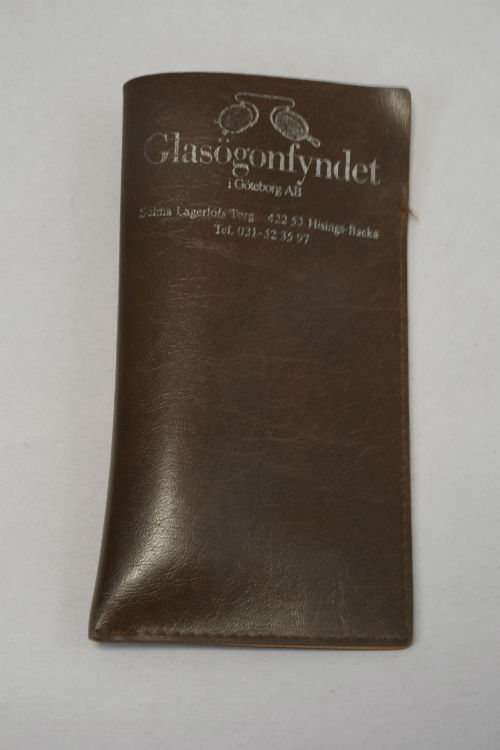 Glasögonfyndet
i Göteborg AB
Selma Lagerlöfs Torg 422 53 Hisings Backa
Tel. 031-52 35 97